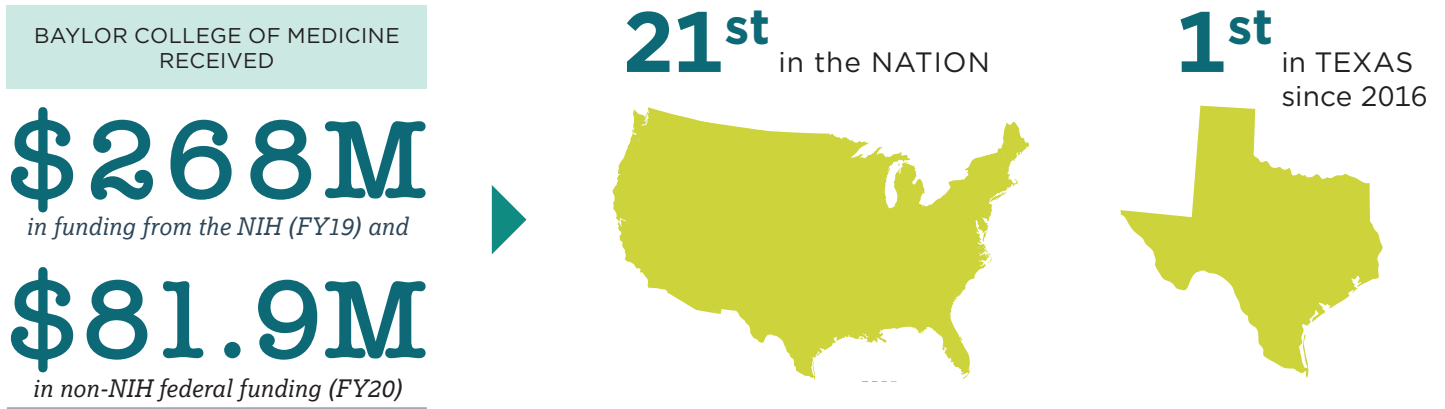 BAYLOR COLLEGE OF MEDICINE
RECEIVED
$268M
in funding from the NIH (FY19) and
$81.9M
in non-NIH federal funding (FY20)
21st in the NATION
1st in TEXAS
since 2016